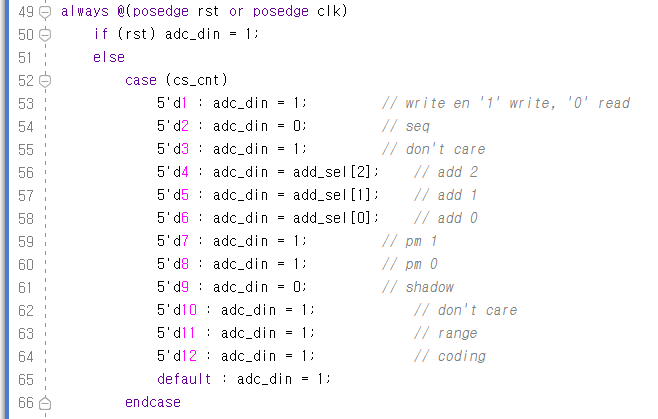 49 always @(posedge rst or posedge clk)
50 if (rst) adc_din = 1;
51 else
52 case (cs_cnt)
53 5'd1 : adc_din = 1; // write en '1' write, '0' read
54 5'd2 : adc_din = 0; // seq
55 5'd3 : adc_din = 1; // don't care
56 5'd4 : adc_din = add_sel[2]; // add 2
57 5'd5 : adc_din = add_sel[1]; // add 1
58 5'd6 : adc_din = add_sel[0]; // add 0
59 5'd7 : adc_din = 1; // pm 1
60 5'd8 : adc_din = 1; // pm 0
61 5'd9 : adc_din = 0; // shadow
62 5'd10 : adc_din = 1; // don't care
63 5'd11 : adc_din = 1; // range
64 5'd12 : adc_din = 1; // coding
65 default : adc_din = 1;
66 endcase